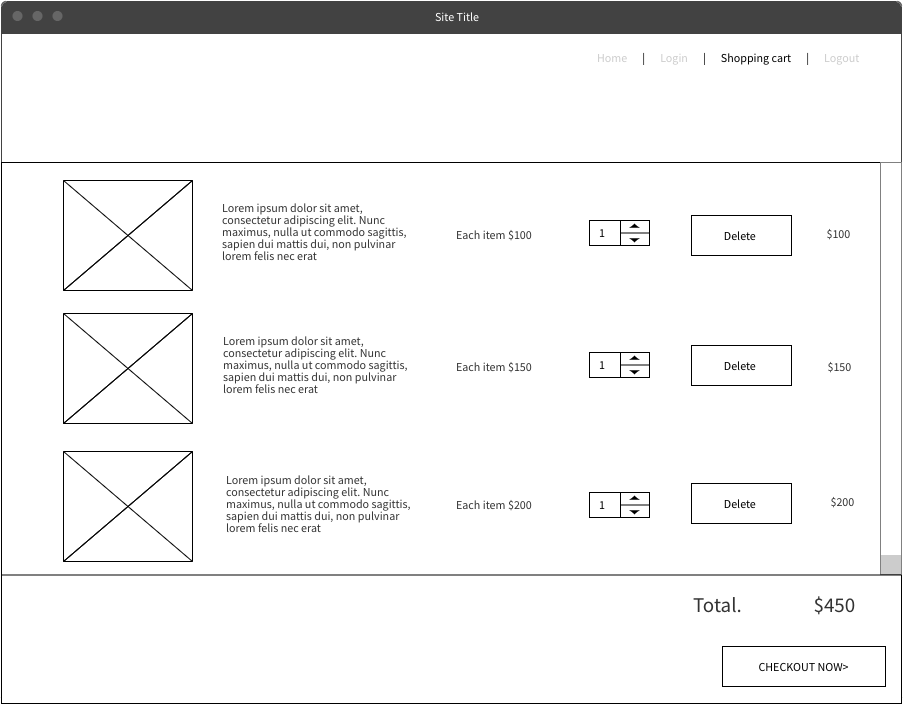 Site Title
Home | Login | Shopping cart | Logout
Lorem ipsum dolor sit amet,
consectetur adipiscing elit. Nunc
maximus, nulla ut commodo sagittis,
sapien dui mattis dui, non pulvinar
lorem felis nec erat
Each item $100
1
Delete
$100
Lorem ipsum dolor sit amet,
consectetur adipiscing elit. Nunc
maximus, nulla ut commodo sagittis,
sapien dui mattis dui, non pulvinar
lorem felis nec erat
Each item $150
1
Delete
$150
Lorem ipsum dolor sit amet,
consectetur adipiscing elit. Nunc
maximus, nulla ut commodo sagittis,
sapien dui mattis dui, non pulvinar
lorem felis nec erat
Each item $200
1
Delete
$200
Total. $450
CHECKOUT NOW>